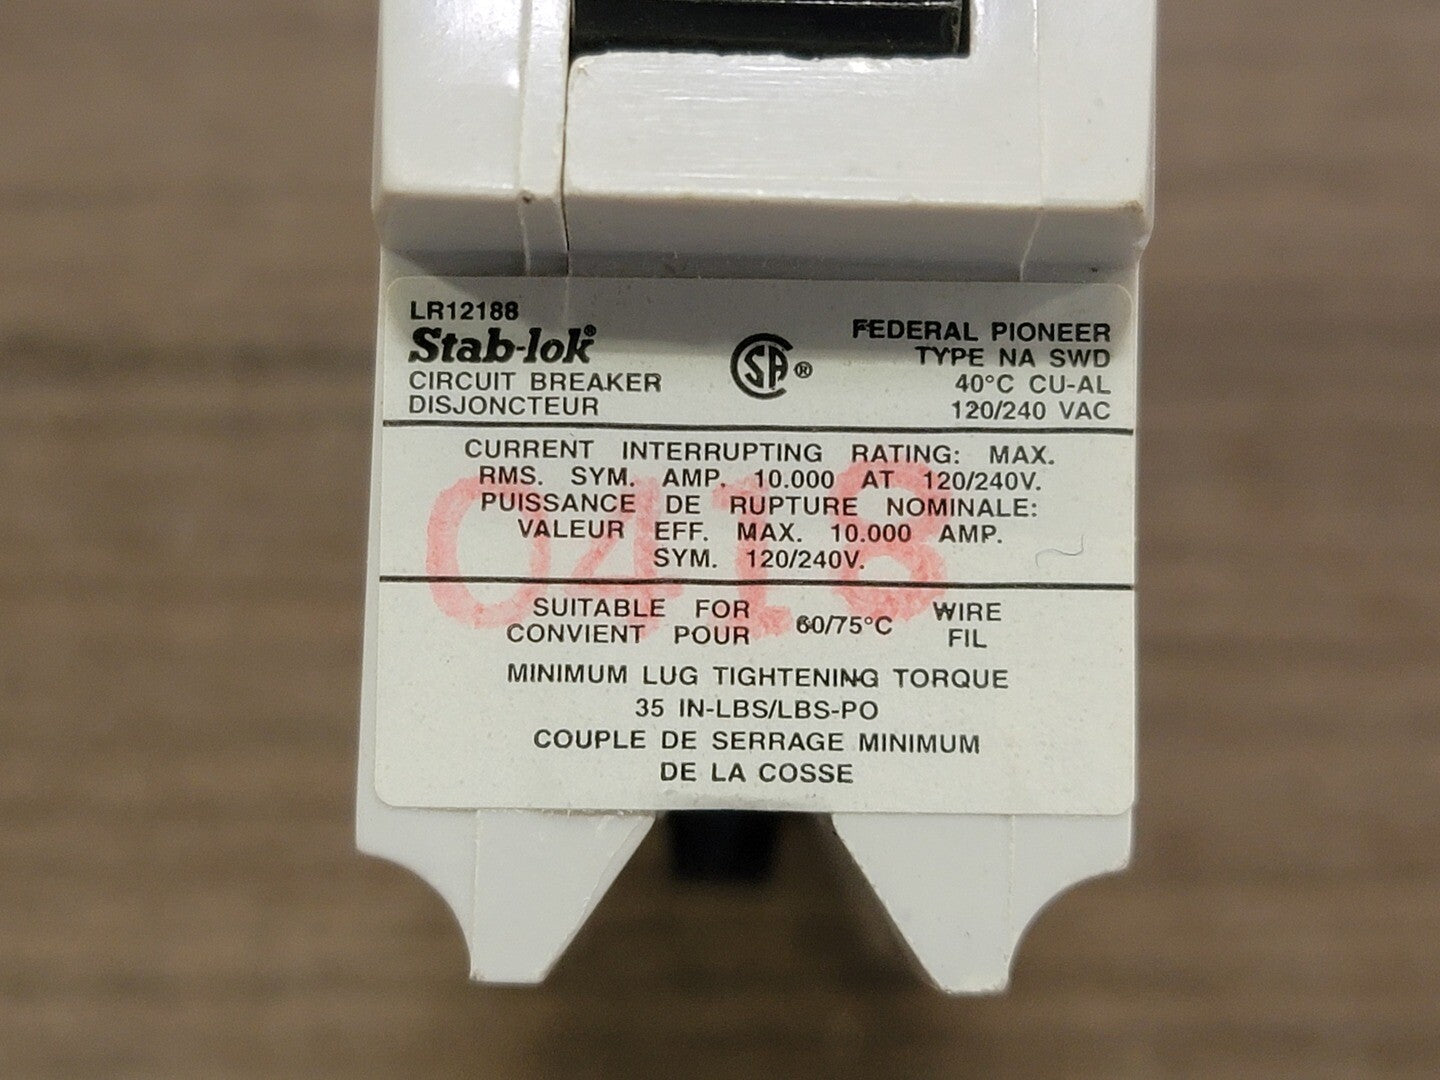 LR12188
Stab-lok®
CIRCUIT BREAKER
DISJONCTEUR
SA®
FEDERAL PIONEER
TYPE NA SWD
40°C CU-AL
120/240 VAC
CURRENT INTERRUPTING RATING: MAX.
RMS. SYM. AMP. 10.000 AT 120/240V.
PUISSANCE DE RUPTURE NOMINALE:
VALEUR EFF. MAX. 10.000 AMP.
SYM. 120/240V.
0418
SUITABLE FOR 60/75°C WIRE
CONVIENT POUR FIL
MINIMUM LUG TIGHTENING TORQUE
35 IN-LBS/LBS-PO
COUPLE DE SERRAGE MINIMUM
DE LA COSSE